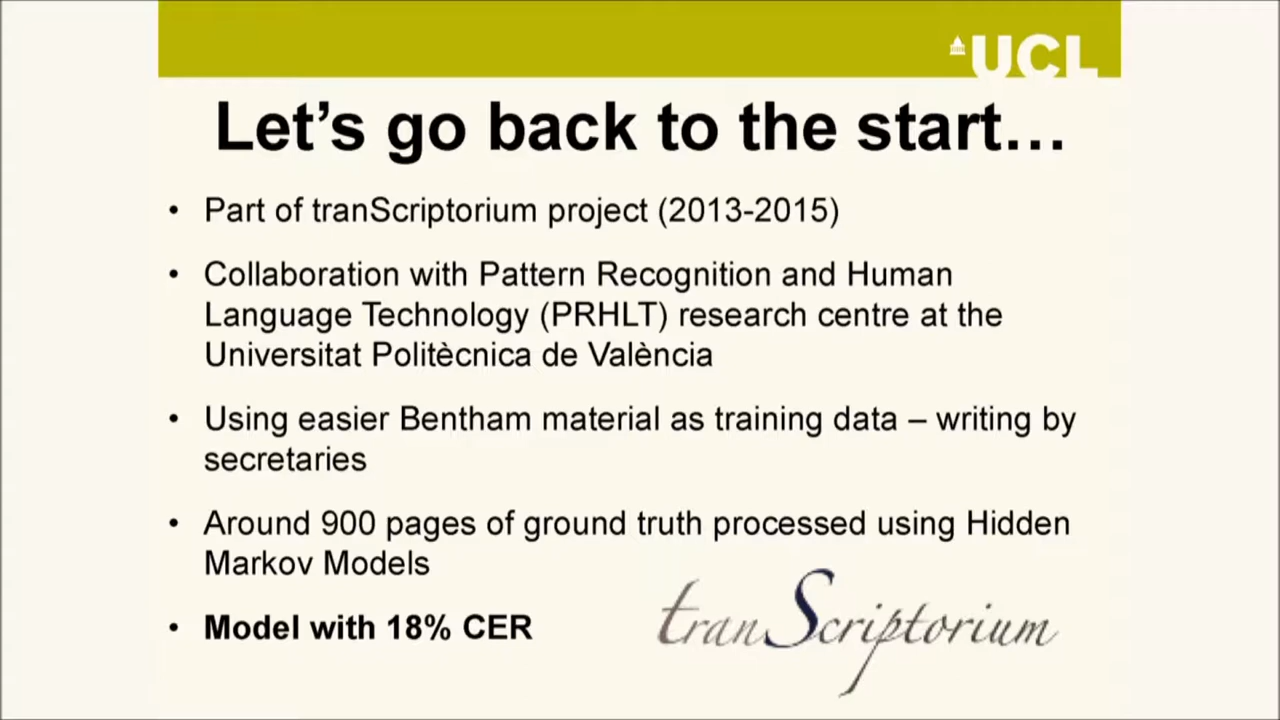 UCL
Let's go back to the start…
• Part of tranScriptorium project (2013-2015)
• Collaboration with Pattern Recognition and Human
Language Technology (PRHLT) research centre at the
Universitat Politècnica de València
• Using easier Bentham material as training data – writing by
secretaries
• Around 900 pages of ground truth processed using Hidden
Markov Models
• Model with 18% CER
tranScriptorium